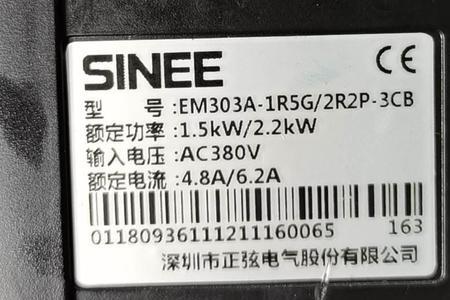 SINEE CE
型 号:EM303A-1R5G/2R2P-3CB
额定功率:1.5kW/2.2kW
输入电压:AC380V
额定电流:4.8A/6.2A
01180936111211160065 163
深圳市正弦电气股份有限公司